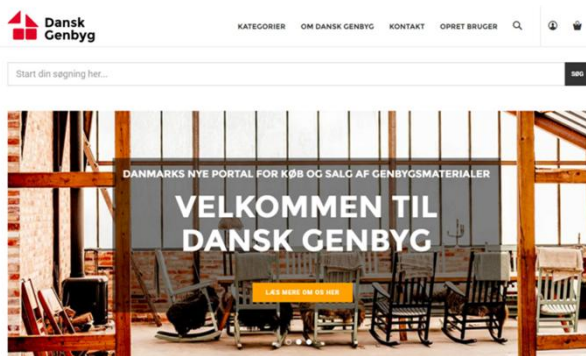 Dansk
Genbyg
KATEGORIER OM DANSK GENBYG KONTAKT OPRET BRUGER
Start din søgning her...
SØG
DANMARKS NYE PORTAL FOR KØB OG SALG AF GENBYGSMATERIALER
VELKOMMEN TIL
DANSK GENBYG
LÆS MERE OM OS HER